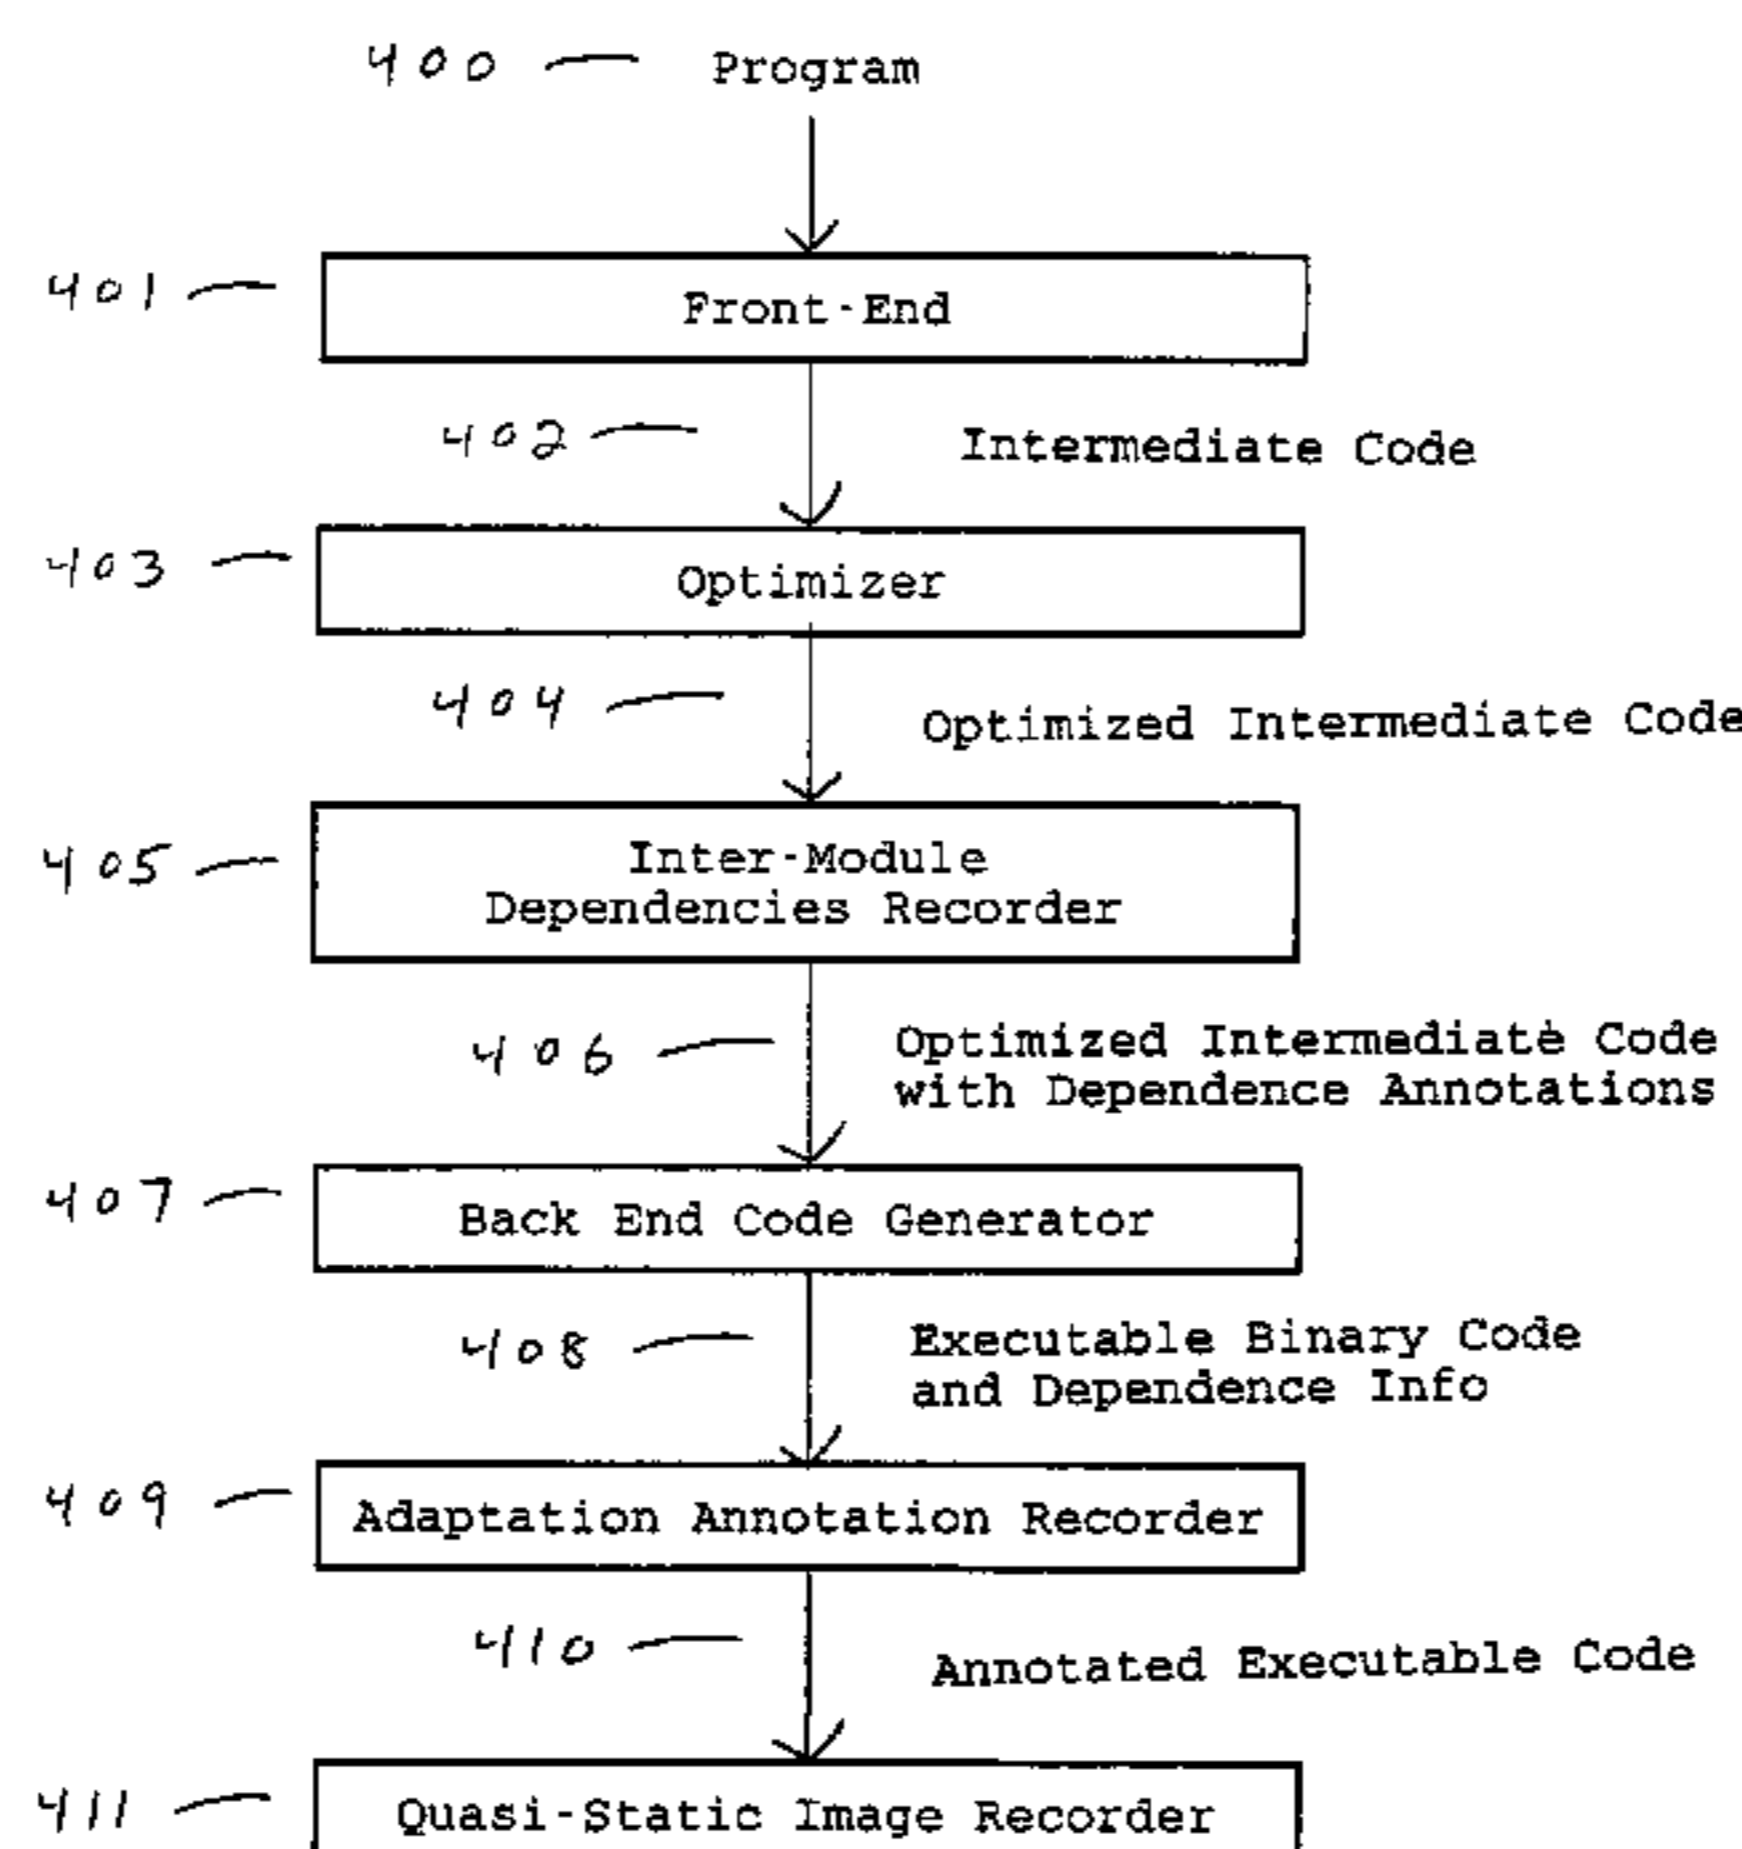 400 Program
401 Front-End
402 Intermediate Code
403 Optimizer
404 Optimized Intermediate Code
405 Inter-Module
Dependencies Recorder
406 Optimized Intermediate Code
with Dependence Annotations
407 Back End Code Generator
408 Executable Binary Code
and Dependence Info
409 Adaptation Annotation Recorder
410 Annotated Executable Code
411 Quasi-Static Image Recorder